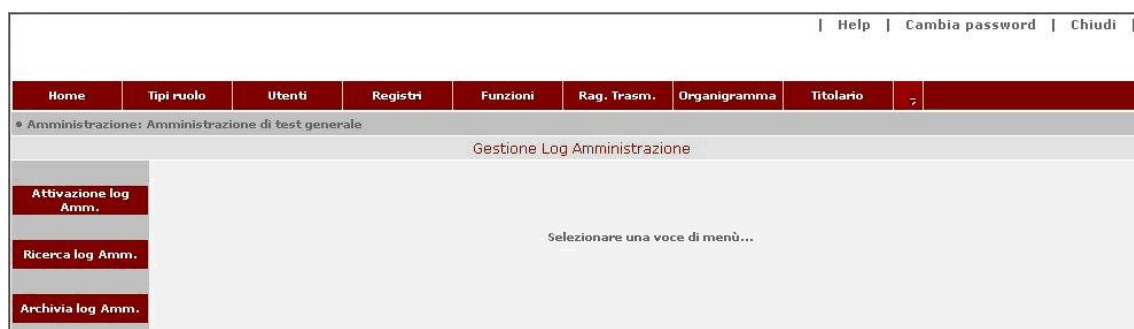 | Help | Cambia password | Chiudi |
Home Tipi ruolo Utenti Registri Funzioni Rag. Trasm. Organigramma Titolario
• Amministrazione: Amministrazione di test generale
Gestione Log Amministrazione
Attivazione log
Amm.
Selezionare una voce di menù...
Ricerca log Amm.
Archivia log Amm.